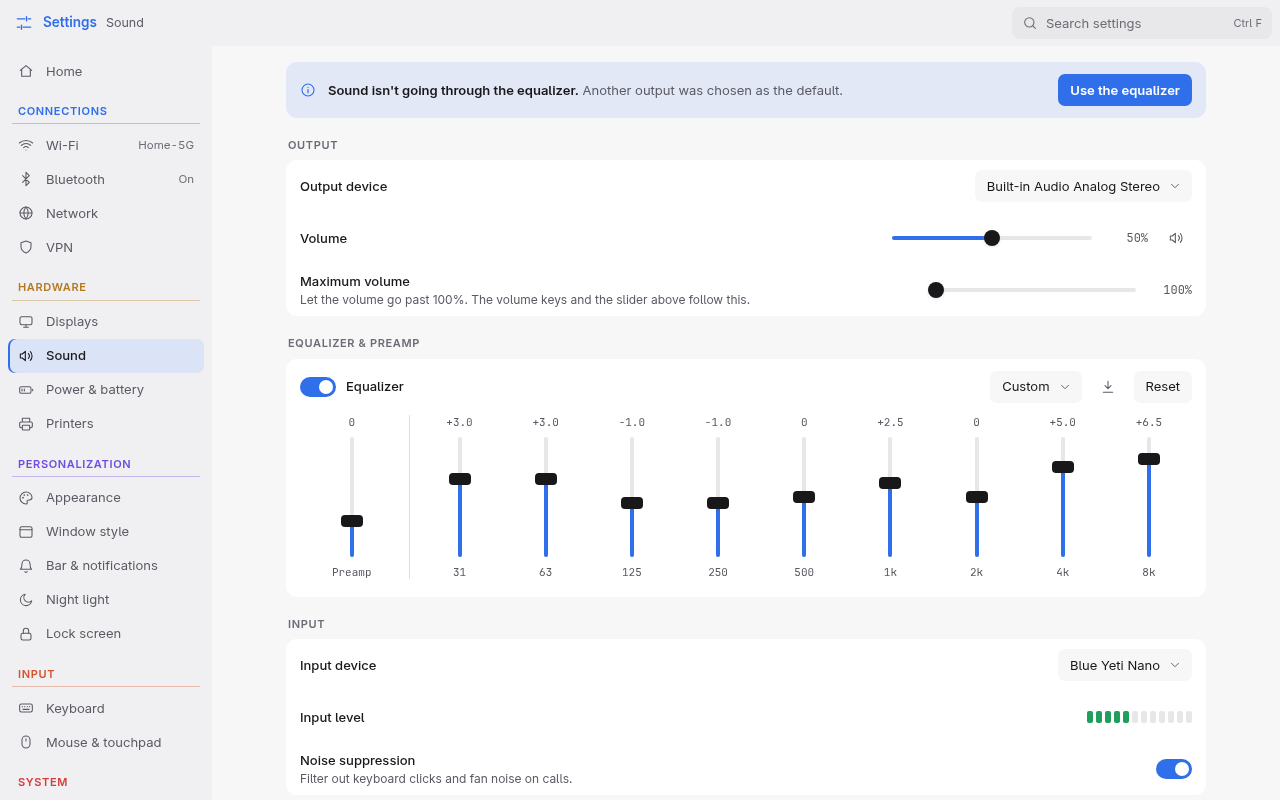 Settings Sound
Search settings Ctrl F
Home
CONNECTIONS
Wi-Fi Home-5G
Bluetooth On
Network
VPN
HARDWARE
Displays
Sound
Power & battery
Printers
PERSONALIZATION
Appearance
Window style
Bar & notifications
Night light
Lock screen
INPUT
Keyboard
Mouse & touchpad
SYSTEM
Sound isn't going through the equalizer. Another output was chosen as the default.
Use the equalizer
OUTPUT
Output device Built-in Audio Analog Stereo
Volume 50%
Maximum volume
Let the volume go past 100%. The volume keys and the slider above follow this.
100%
EQUALIZER & PREAMP
Equalizer Custom Reset
0 +3.0 +3.0 -1.0 -1.0 0 +2.5 0 +5.0 +6.5
Preamp 31 63 125 250 500 1k 2k 4k 8k
INPUT
Input device Blue Yeti Nano
Input level
Noise suppression
Filter out keyboard clicks and fan noise on calls.